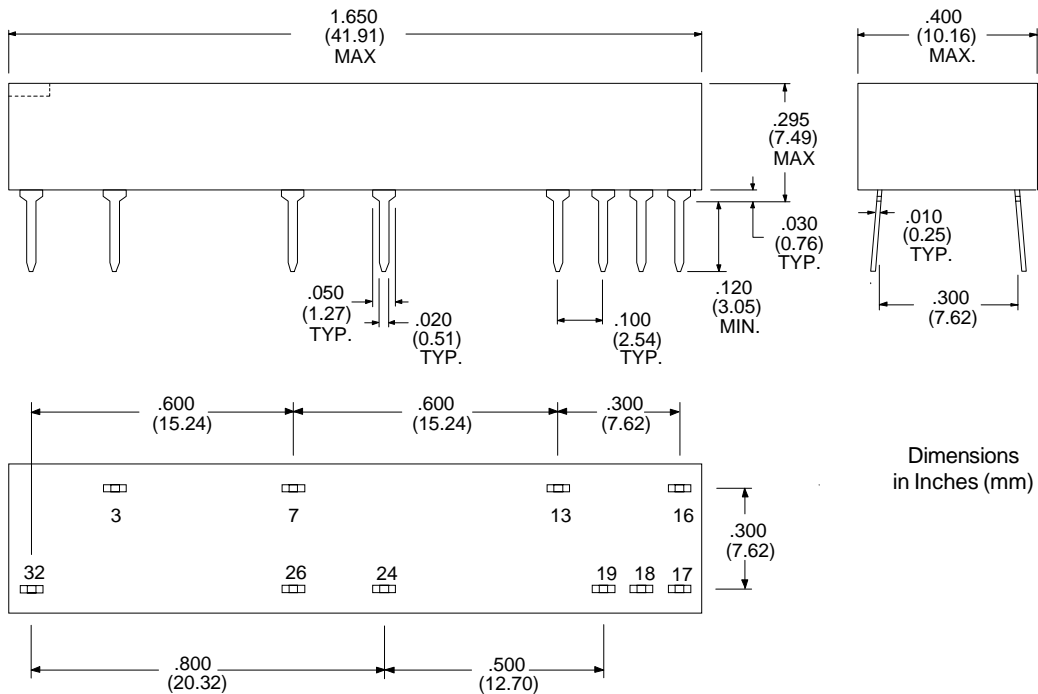 1.650
(41.91)
MAX
.400
(10.16)
MAX.
.295
(7.49)
MAX
.030
(0.76)
TYP.
.010
(0.25)
TYP.
.050
(1.27)
TYP.
.020
(0.51)
TYP.
.100
(2.54)
TYP.
.120
(3.05)
MIN.
.300
(7.62)
.600
(15.24)
.600
(15.24)
.300
(7.62)
Dimensions
in Inches (mm)
3 7 13 16
.300
(7.62)
32 26 24 19 18 17
.800
(20.32)
.500
(12.70)